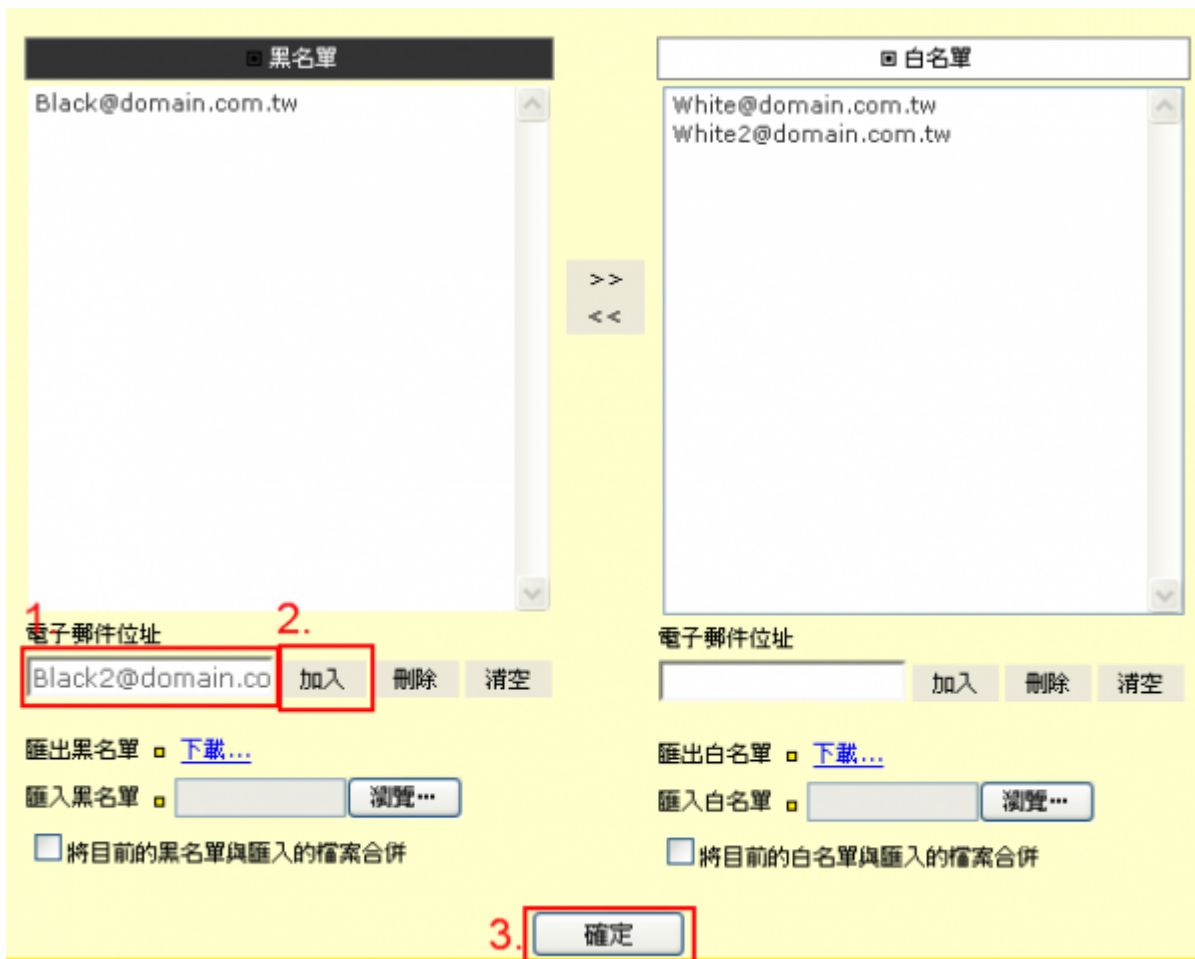 黑名單
Black@domain.com.tw
>>
<<
白名單
White@domain.com.tw
White2@domain.com.tw
1.
電子郵件位址
2.
Black2@domain.co 加入 刪除 清空
匯出黑名單 下載...
匯入黑名單 瀏覽...
將目前的黑名單與匯入的檔案合併
電子郵件位址
加入 刪除 清空
匯出白名單 下載...
匯入白名單 瀏覽...
將目前的白名單與匯入的檔案合併
3. 確定